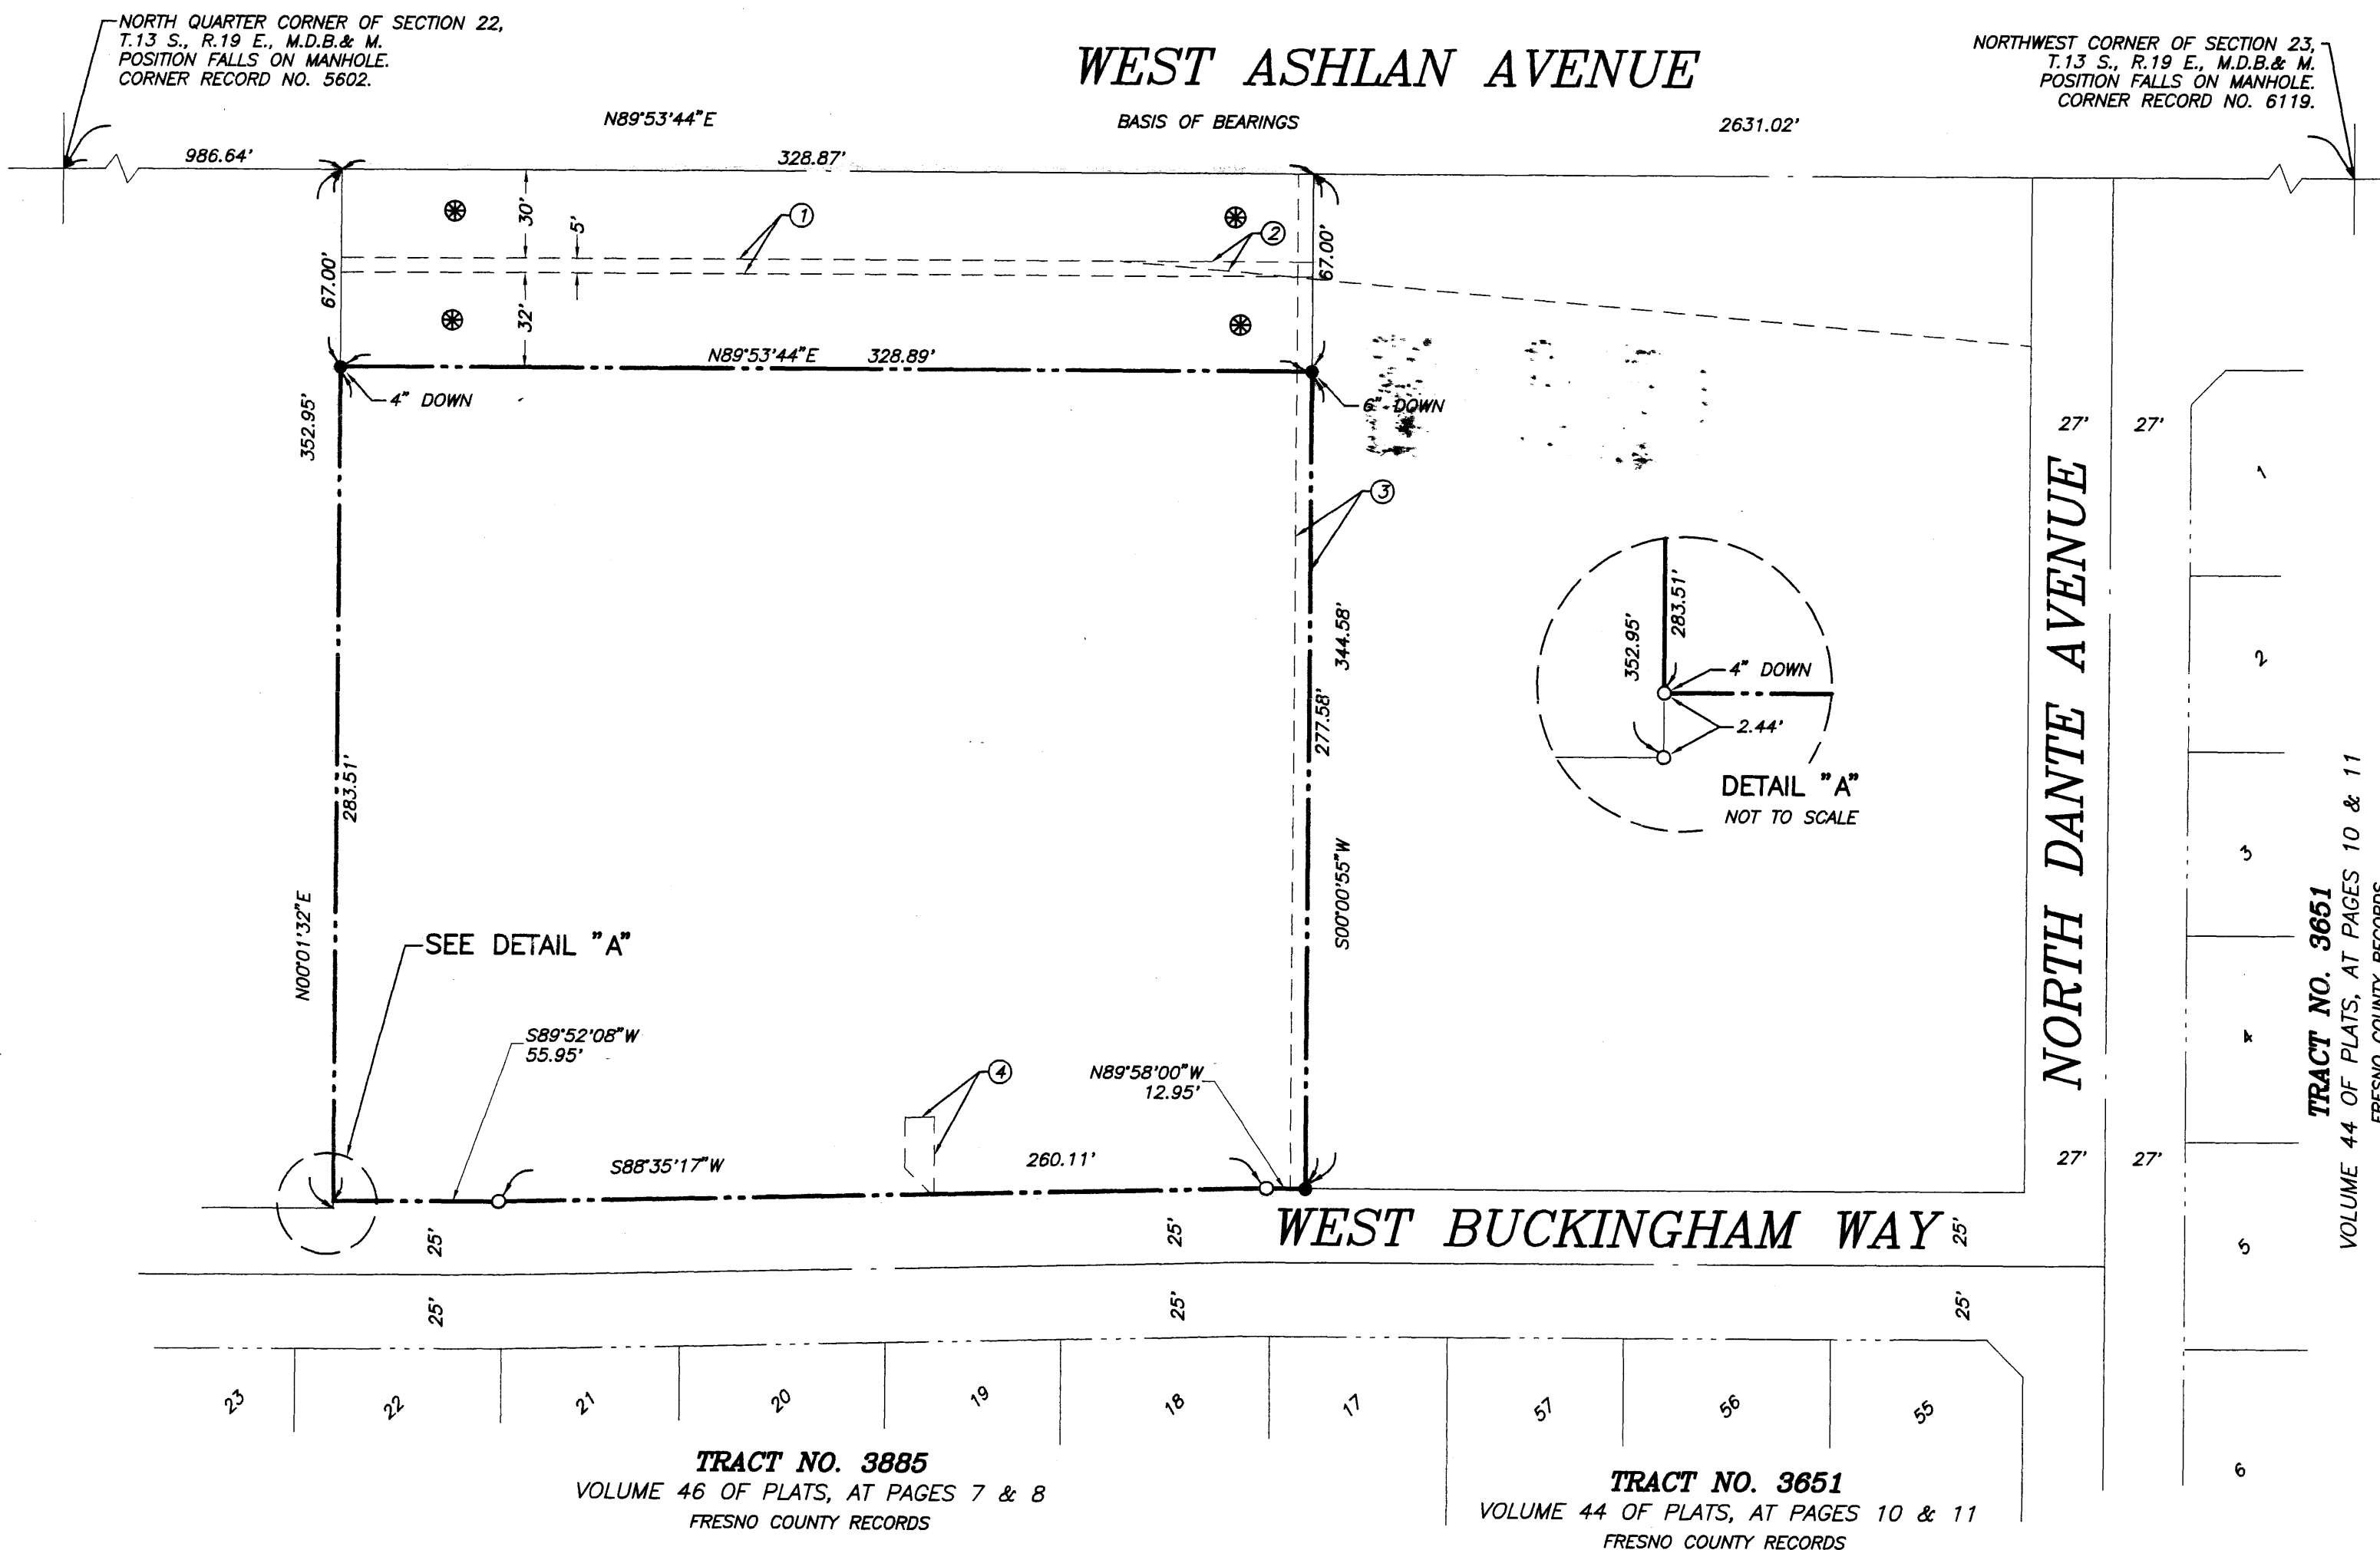 NORTH QUARTER CORNER OF SECTION 22,
T.13 S., R.19 E., M.D.B.& M.
POSITION FALLS ON MANHOLE.
CORNER RECORD NO. 5602.
WEST ASHLAN AVENUE
NORTHWEST CORNER OF SECTION 23,
T.13 S., R.19 E., M.D.B.& M.
POSITION FALLS ON MANHOLE.
CORNER RECORD NO. 6119.
N89°53'44"E
BASIS OF BEARINGS
2631.02'
986.64'
328.87'
30'
5'
1
2
67.00'
67.00'
32'
N89°53'44"E 328.89'
4" DOWN
6" DOWN
352.95'
27'
27'
1
3
283.51'
352.95'
4" DOWN
2.44'
DETAIL "A"
NOT TO SCALE
344.58'
277.58'
283.51'
2
3
NORTH DANTE AVENUE
S00°00'55"W
N00°01'32"E
SEE DETAIL "A"
TRACT NO. 3651
VOLUME 44 OF PLATS, AT PAGES 10 & 11
FRESNO COUNTY RECORDS
S89°52'08"W
55.95'
4
N89°58'00"W
12.95'
4
S88°35'17"W
260.11'
27'
27'
25'
25'
WEST BUCKINGHAM WAY
25'
5
25'
25'
25'
23
22
21
20
19
18
17
57
56
55
6
TRACT NO. 3885
VOLUME 46 OF PLATS, AT PAGES 7 & 8
FRESNO COUNTY RECORDS
TRACT NO. 3651
VOLUME 44 OF PLATS, AT PAGES 10 & 11
FRESNO COUNTY RECORDS